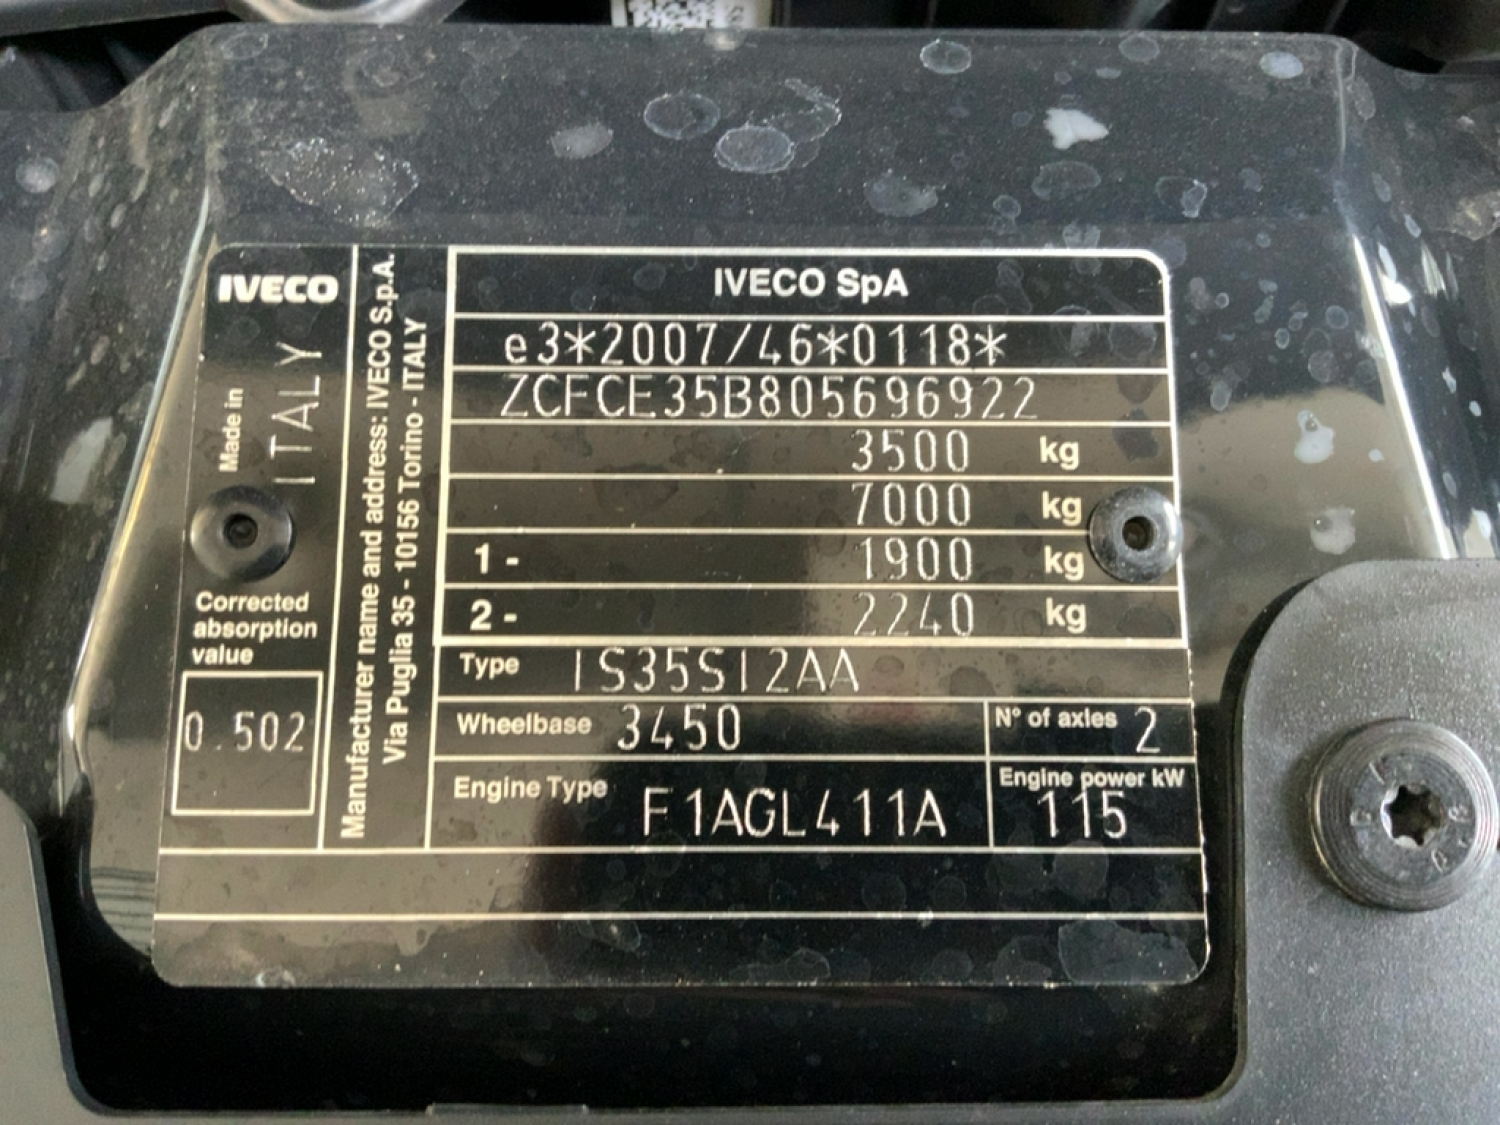 IVECO
Made in
ITALY
Corrected
absorption
value
0.502
Manufacturer name and address: IVECO S.p.A.
Via Puglia 35 - 10156 Torino - ITALY
IVECO SpA
e3*2007/46*0118*
ZCFCE35B805696922
3500 kg
7000 kg
1- 1900 kg
2- 2240 kg
Type IS35SI2AA
Wheelbase 3450
N° of axles 2
Engine Type F1AGL411A
Engine power kW
115